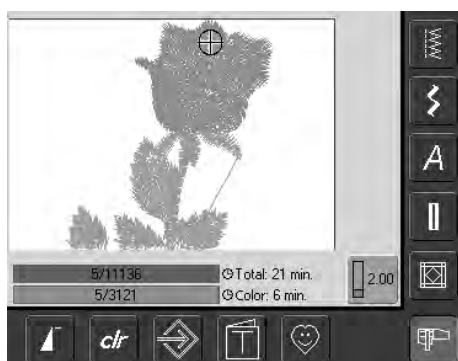 A
5/11136 Total: 21 min.
5/3121 Color: 6 min.
2.00
clr
T